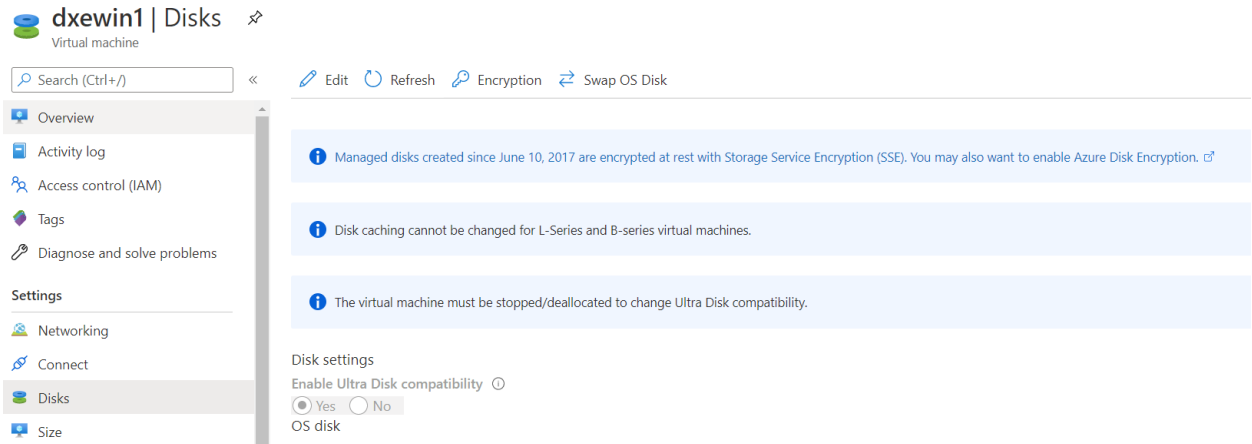 dxewin1 | Disks
Virtual machine
Search (Ctrl+/)
«
Overview
Activity log
Access control (IAM)
Tags
Diagnose and solve problems
Settings
Networking
Connect
Disks
Size
Edit
Refresh
Encryption
Swap OS Disk
Managed disks created since June 10, 2017 are encrypted at rest with Storage Service Encryption (SSE). You may also want to enable Azure Disk Encryption.
Disk caching cannot be changed for L-Series and B-series virtual machines.
The virtual machine must be stopped/deallocated to change Ultra Disk compatibility.
Disk settings
Enable Ultra Disk compatibility
Yes No
OS disk